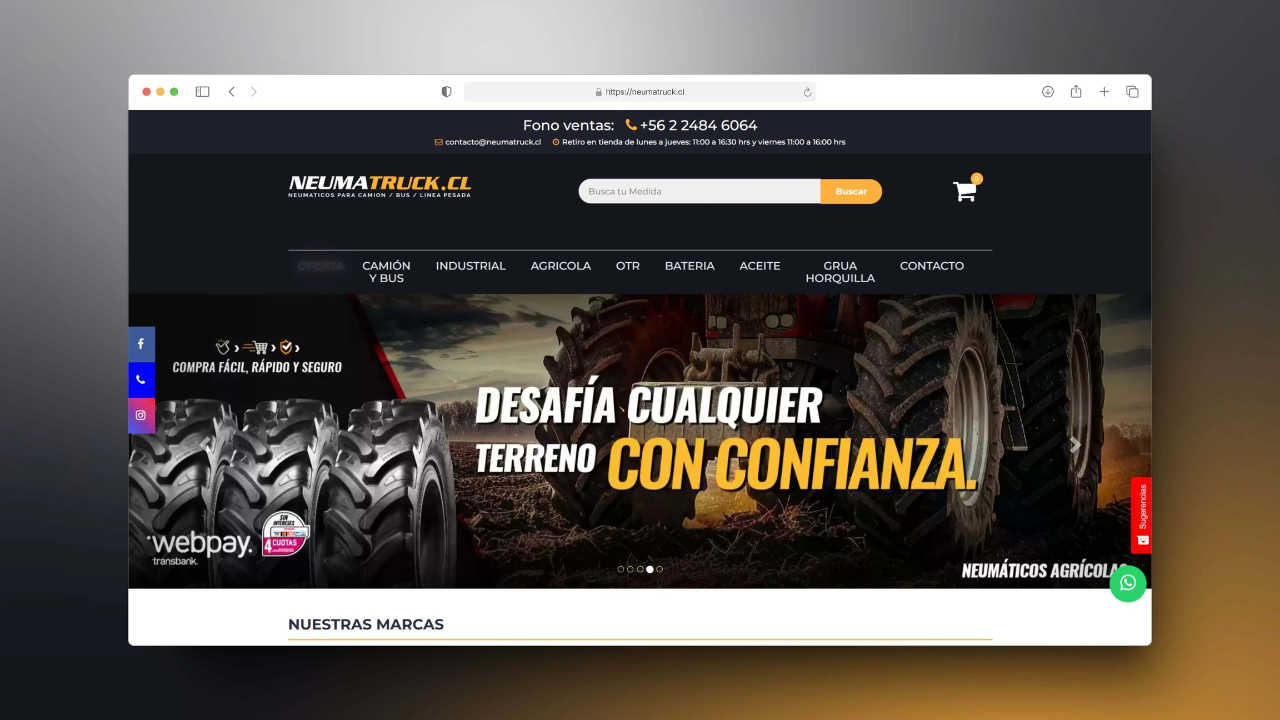 https://neumatruck.cl
Fono ventas: +56 2 2484 6064
contacto@neumatruck.cl Retiro en tienda de lunes a jueves: 11:00 a 16:30 hrs y viernes 11:00 a 16:00 hrs
NEUMATRUCK.CL
NEUMATICOS PARA CAMION / BUS / LINEA PESADA
Busca tu Medida
Buscar
0
OFERTA
CAMIÓN
Y BUS
INDUSTRIAL
AGRICOLA
OTR
BATERIA
ACEITE
GRUA
HORQUILLA
CONTACTO
COMPRA FÁCIL, RÁPIDO Y SEGURO
DESAFÍA CUALQUIER
TERRENO CON CONFIANZA.
webpay.
transbank.
SIN
INTERESES
4 CUOTAS
Sugerencias
NEUMÁTICOS AGRÍCOLAS
NUESTRAS MARCAS